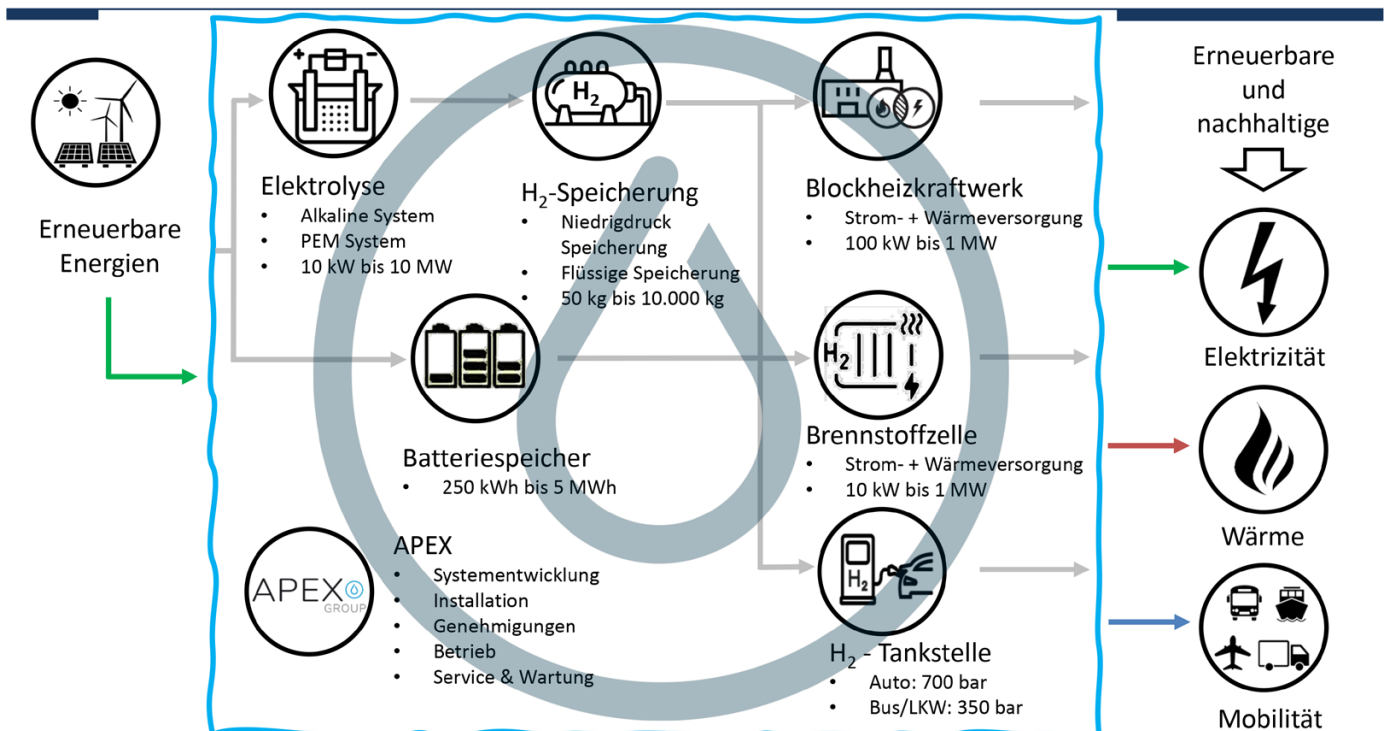 Erneuerbare
Energien
+ −
Elektrolyse
• Alkaline System
• PEM System
• 10 kW bis 10 MW
H₂
H₂-Speicherung
• Niedrigdruck
Speicherung
• Flüssige Speicherung
• 50 kg bis 10.000 kg
Blockheizkraftwerk
• Strom- + Wärmeversorgung
• 100 kW bis 1 MW
Batteriespeicher
• 250 kWh bis 5 MWh
H₂
Brennstoffzelle
• Strom- + Wärmeversorgung
• 10 kW bis 1 MW
APEX
GROUP
APEX
• Systementwicklung
• Installation
• Genehmigungen
• Betrieb
• Service & Wartung
H₂
H₂ - Tankstelle
• Auto: 700 bar
• Bus/LKW: 350 bar
Erneuerbare
und
nachhaltige
Elektrizität
Wärme
Mobilität